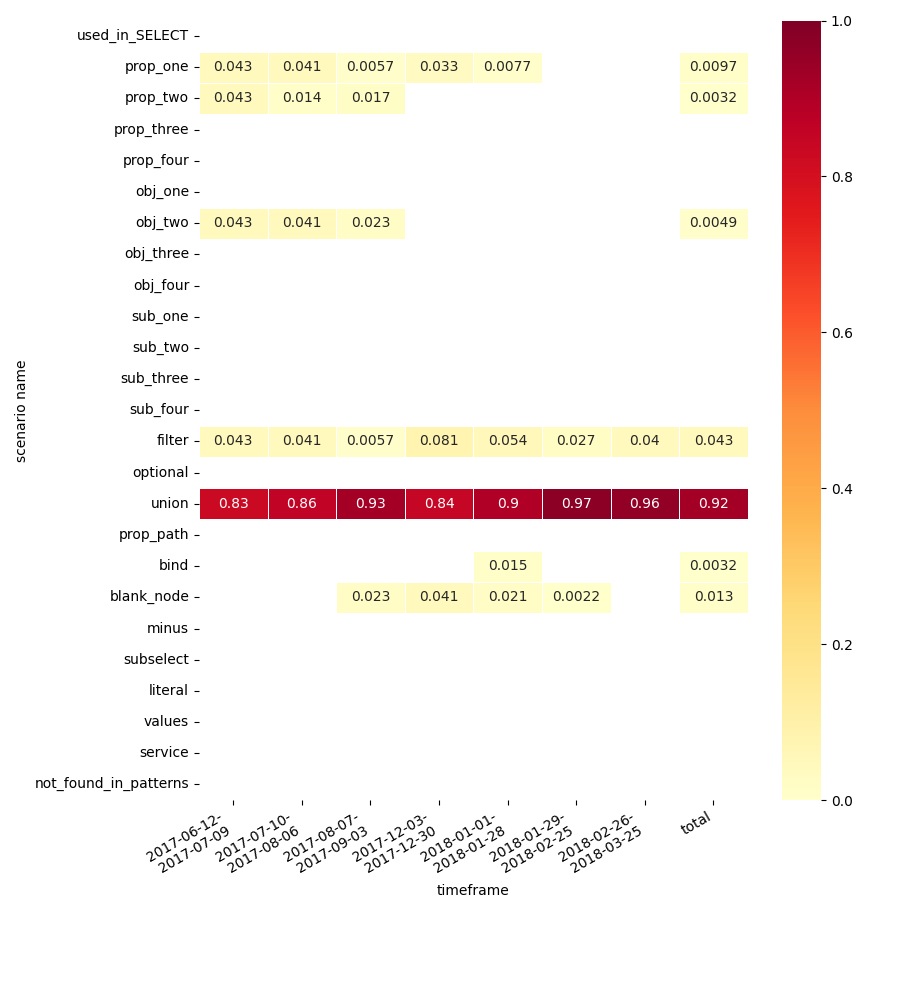 used_in_SELECT
prop_one 0.043 0.041 0.0057 0.033 0.0077 0.0097
prop_two 0.043 0.014 0.017 0.0032
prop_three
prop_four
obj_one
obj_two 0.043 0.041 0.023 0.0049
obj_three
obj_four
sub_one
sub_two
sub_three
sub_four
filter 0.043 0.041 0.0057 0.081 0.054 0.027 0.04 0.043
optional
union 0.83 0.86 0.93 0.84 0.9 0.97 0.96 0.92
prop_path
bind 0.015 0.0032
blank_node 0.023 0.041 0.021 0.0022 0.013
minus
subselect
literal
values
service
not_found_in_patterns
scenario name
2017-06-12-
2017-07-09
2017-07-10-
2017-08-06
2017-08-07-
2017-09-03
2017-12-03-
2017-12-30
2018-01-01-
2018-01-28
2018-01-29-
2018-02-25
2018-02-26-
2018-03-25
total
timeframe
1.0
0.8
0.6
0.4
0.2
0.0